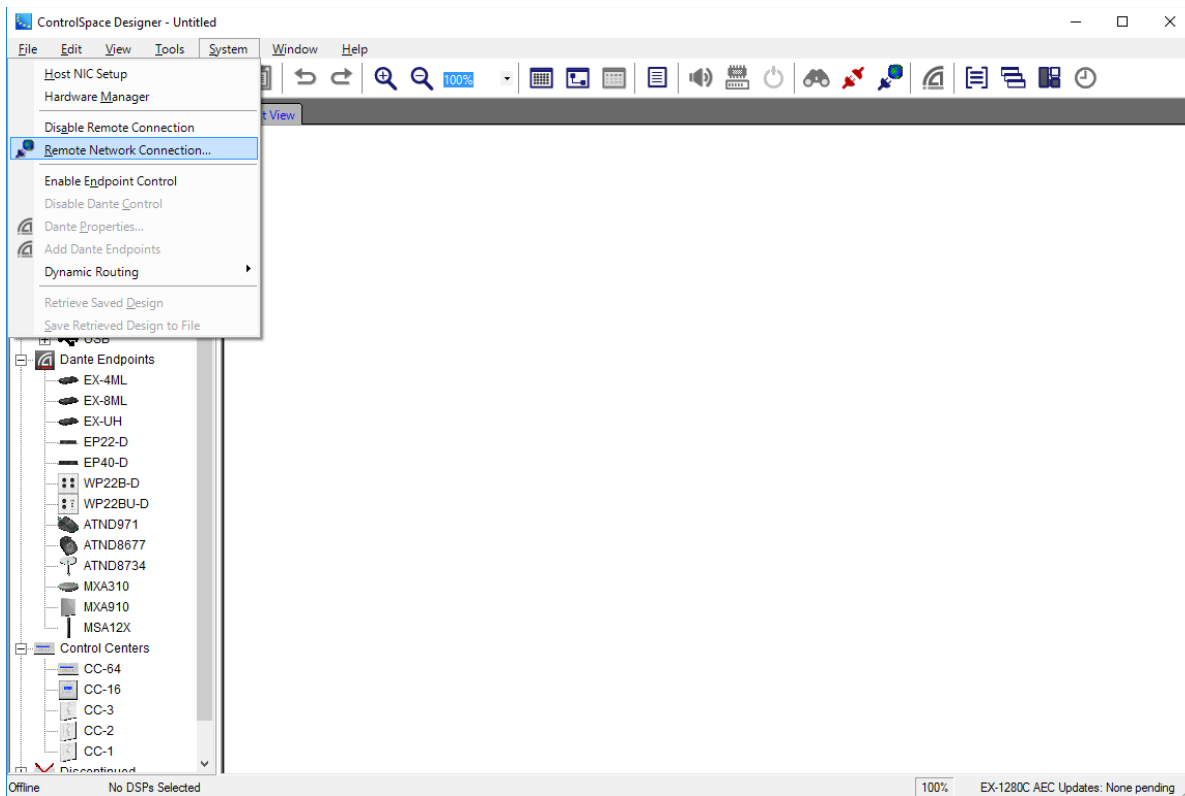 ControlSpace Designer - Untitled
File Edit View Tools System Window Help
100%
Host NIC Setup
Hardware Manager
t View
Disable Remote Connection
Remote Network Connection...
Enable Endpoint Control
Disable Dante Control
Dante Properties...
Add Dante Endpoints
Dynamic Routing
Retrieve Saved Design
Save Retrieved Design to File
USB
Dante Endpoints
EX-4ML
EX-8ML
EX-UH
EP22-D
EP40-D
WP22B-D
WP22BU-D
ATND971
ATND8677
ATND8734
MXA310
MXA910
MSA12X
Control Centers
CC-64
CC-16
CC-3
CC-2
CC-1
Discontinued
Offline No DSPs Selected 100% EX-1280C AEC Updates: None pending